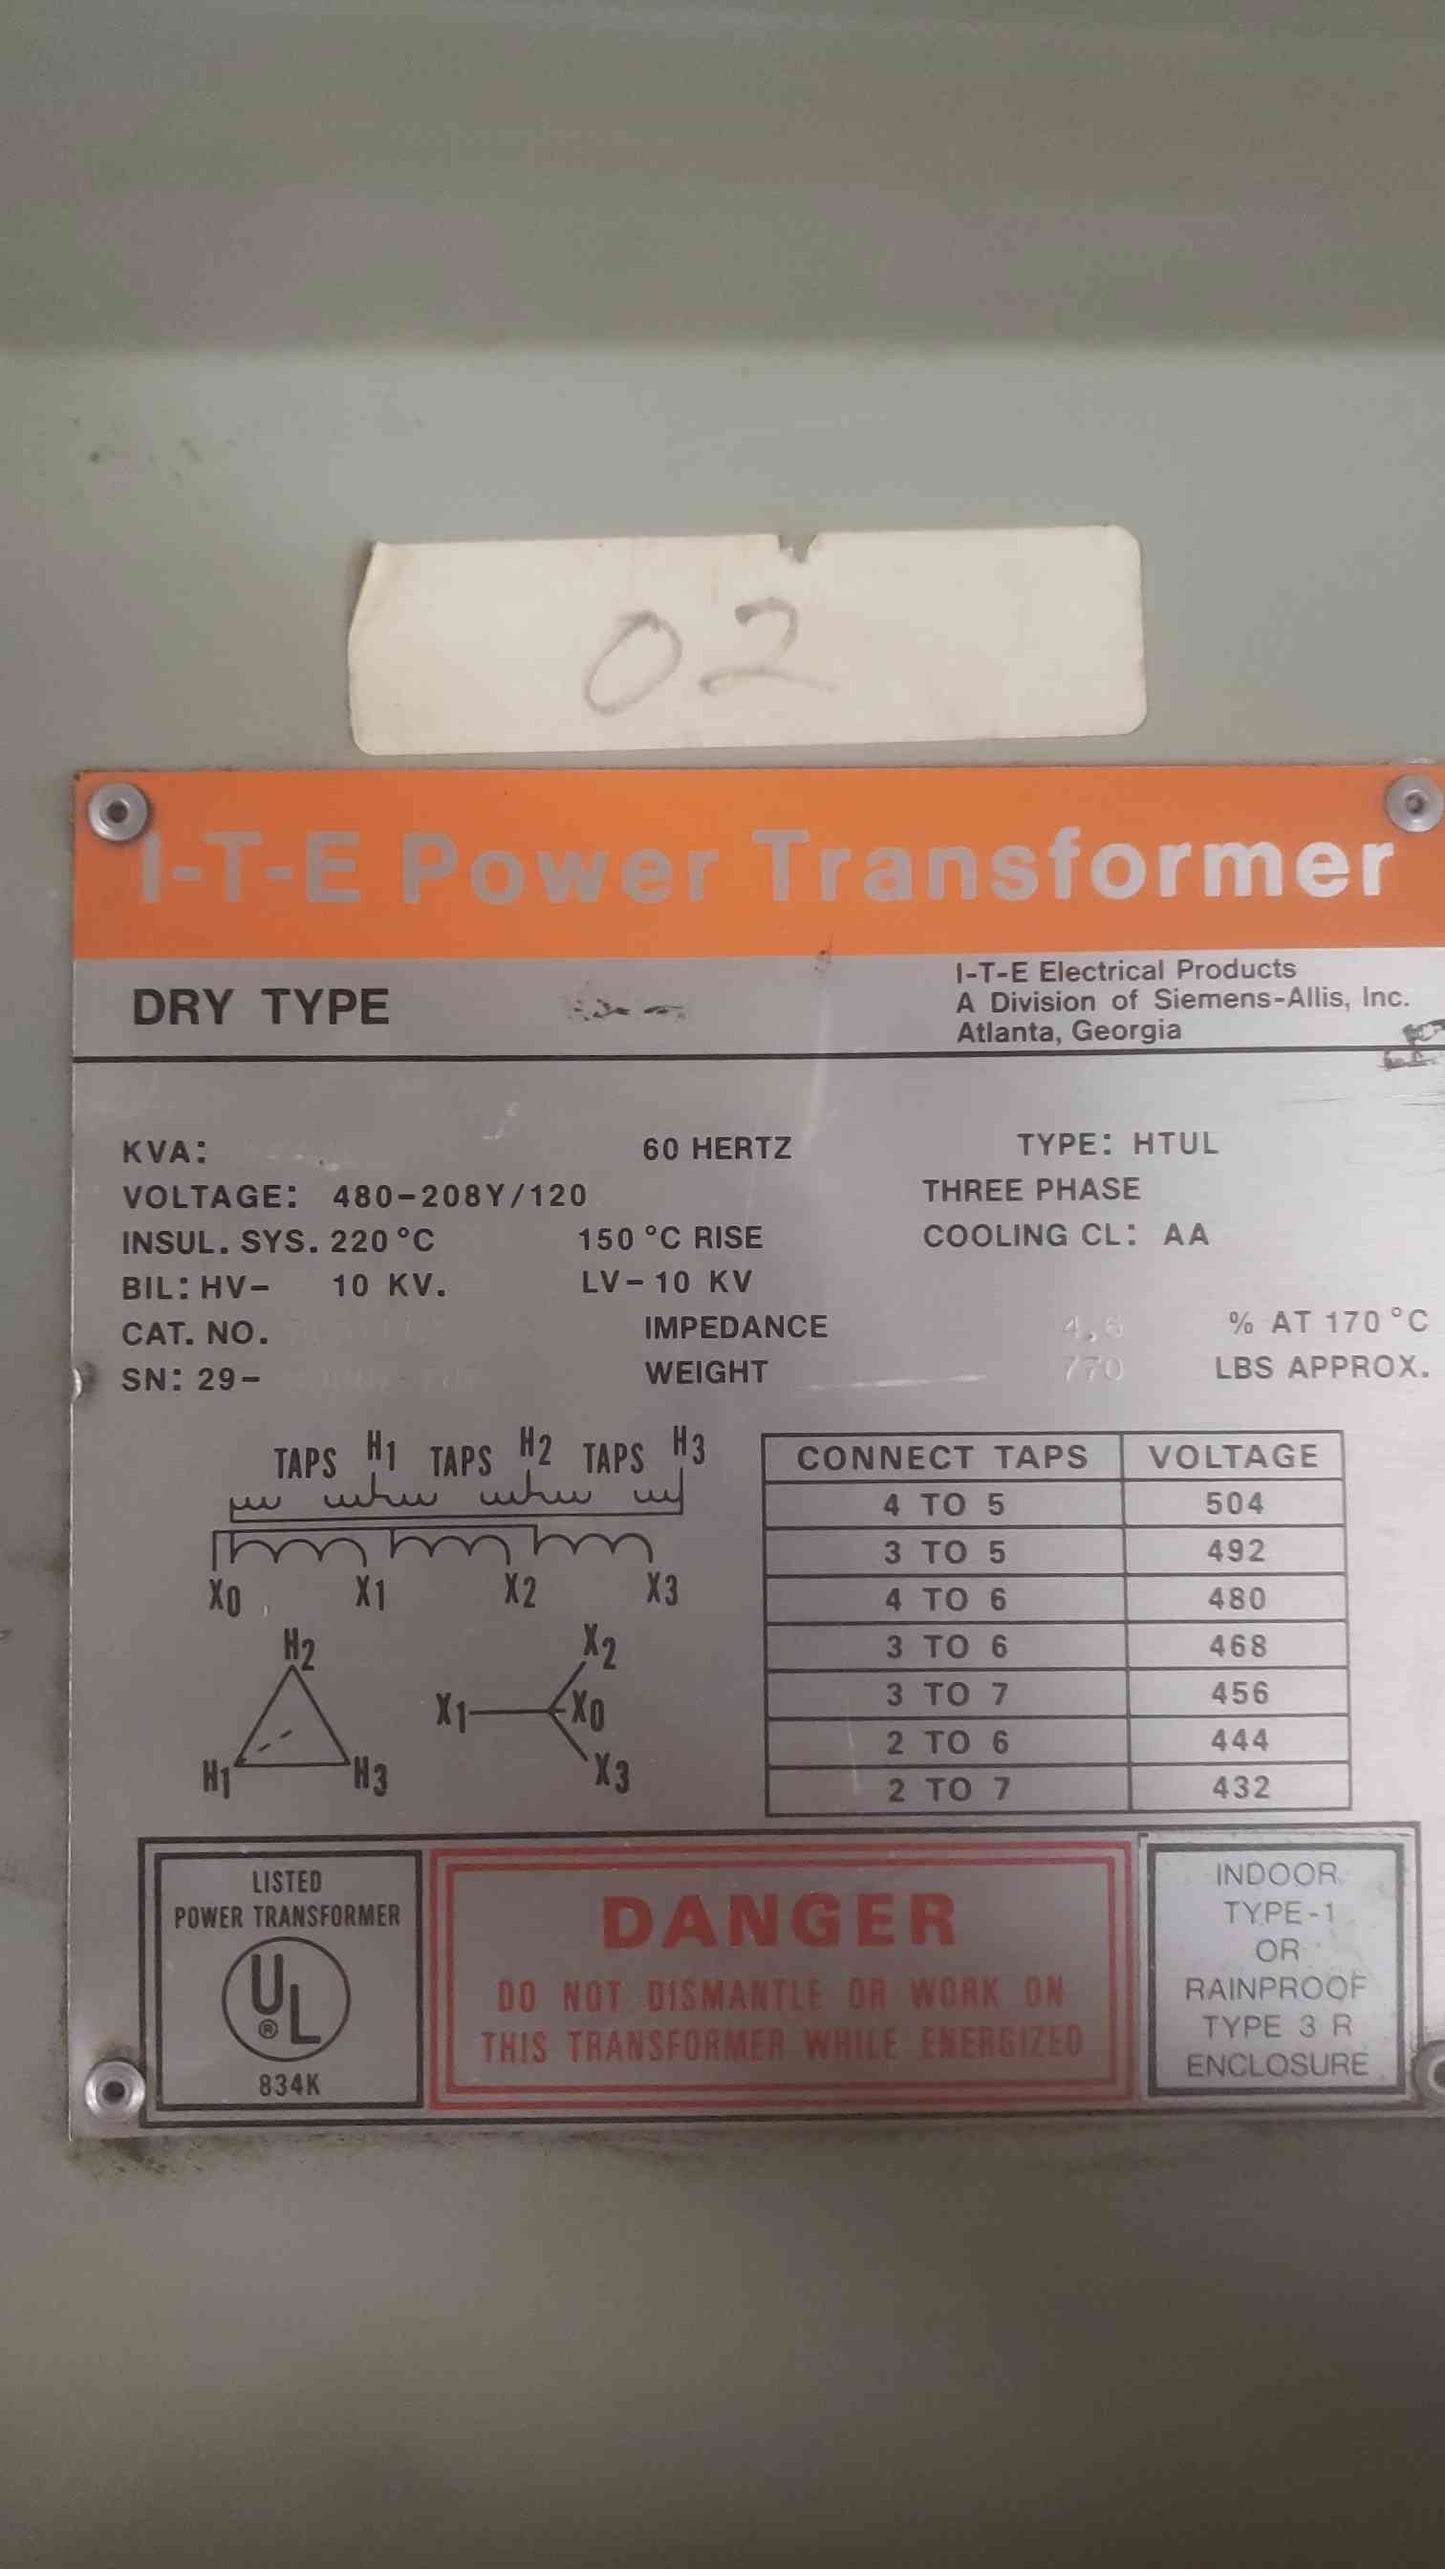 02
I-T-E Power Transformer
DRY TYPE
I-T-E Electrical Products
A Division of Siemens-Allis, Inc.
Atlanta, Georgia
KVA: 60 HERTZ TYPE: HTUL
VOLTAGE: 480-208Y/120 THREE PHASE
INSUL. SYS. 220 °C 150 °C RISE COOLING CL: AA
BIL: HV- 10 KV. LV-10 KV
CAT. NO. IMPEDANCE % AT 170 °C
SN: 29- WEIGHT 770 LBS APPROX.
TAPS H1 TAPS H2 TAPS H3
X0 X1 X2 X3
H2
H1 H3
X2
X1 X0
X3
CONNECT TAPS VOLTAGE
4 TO 5 504
3 TO 5 492
4 TO 6 480
3 TO 6 468
3 TO 7 456
2 TO 6 444
2 TO 7 432
LISTED
POWER TRANSFORMER
UL
®
834K
DANGER
DO NOT DISMANTLE OR WORK ON
THIS TRANSFORMER WHILE ENERGIZED
INDOOR
TYPE-1
OR
RAINPROOF
TYPE 3 R
ENCLOSURE